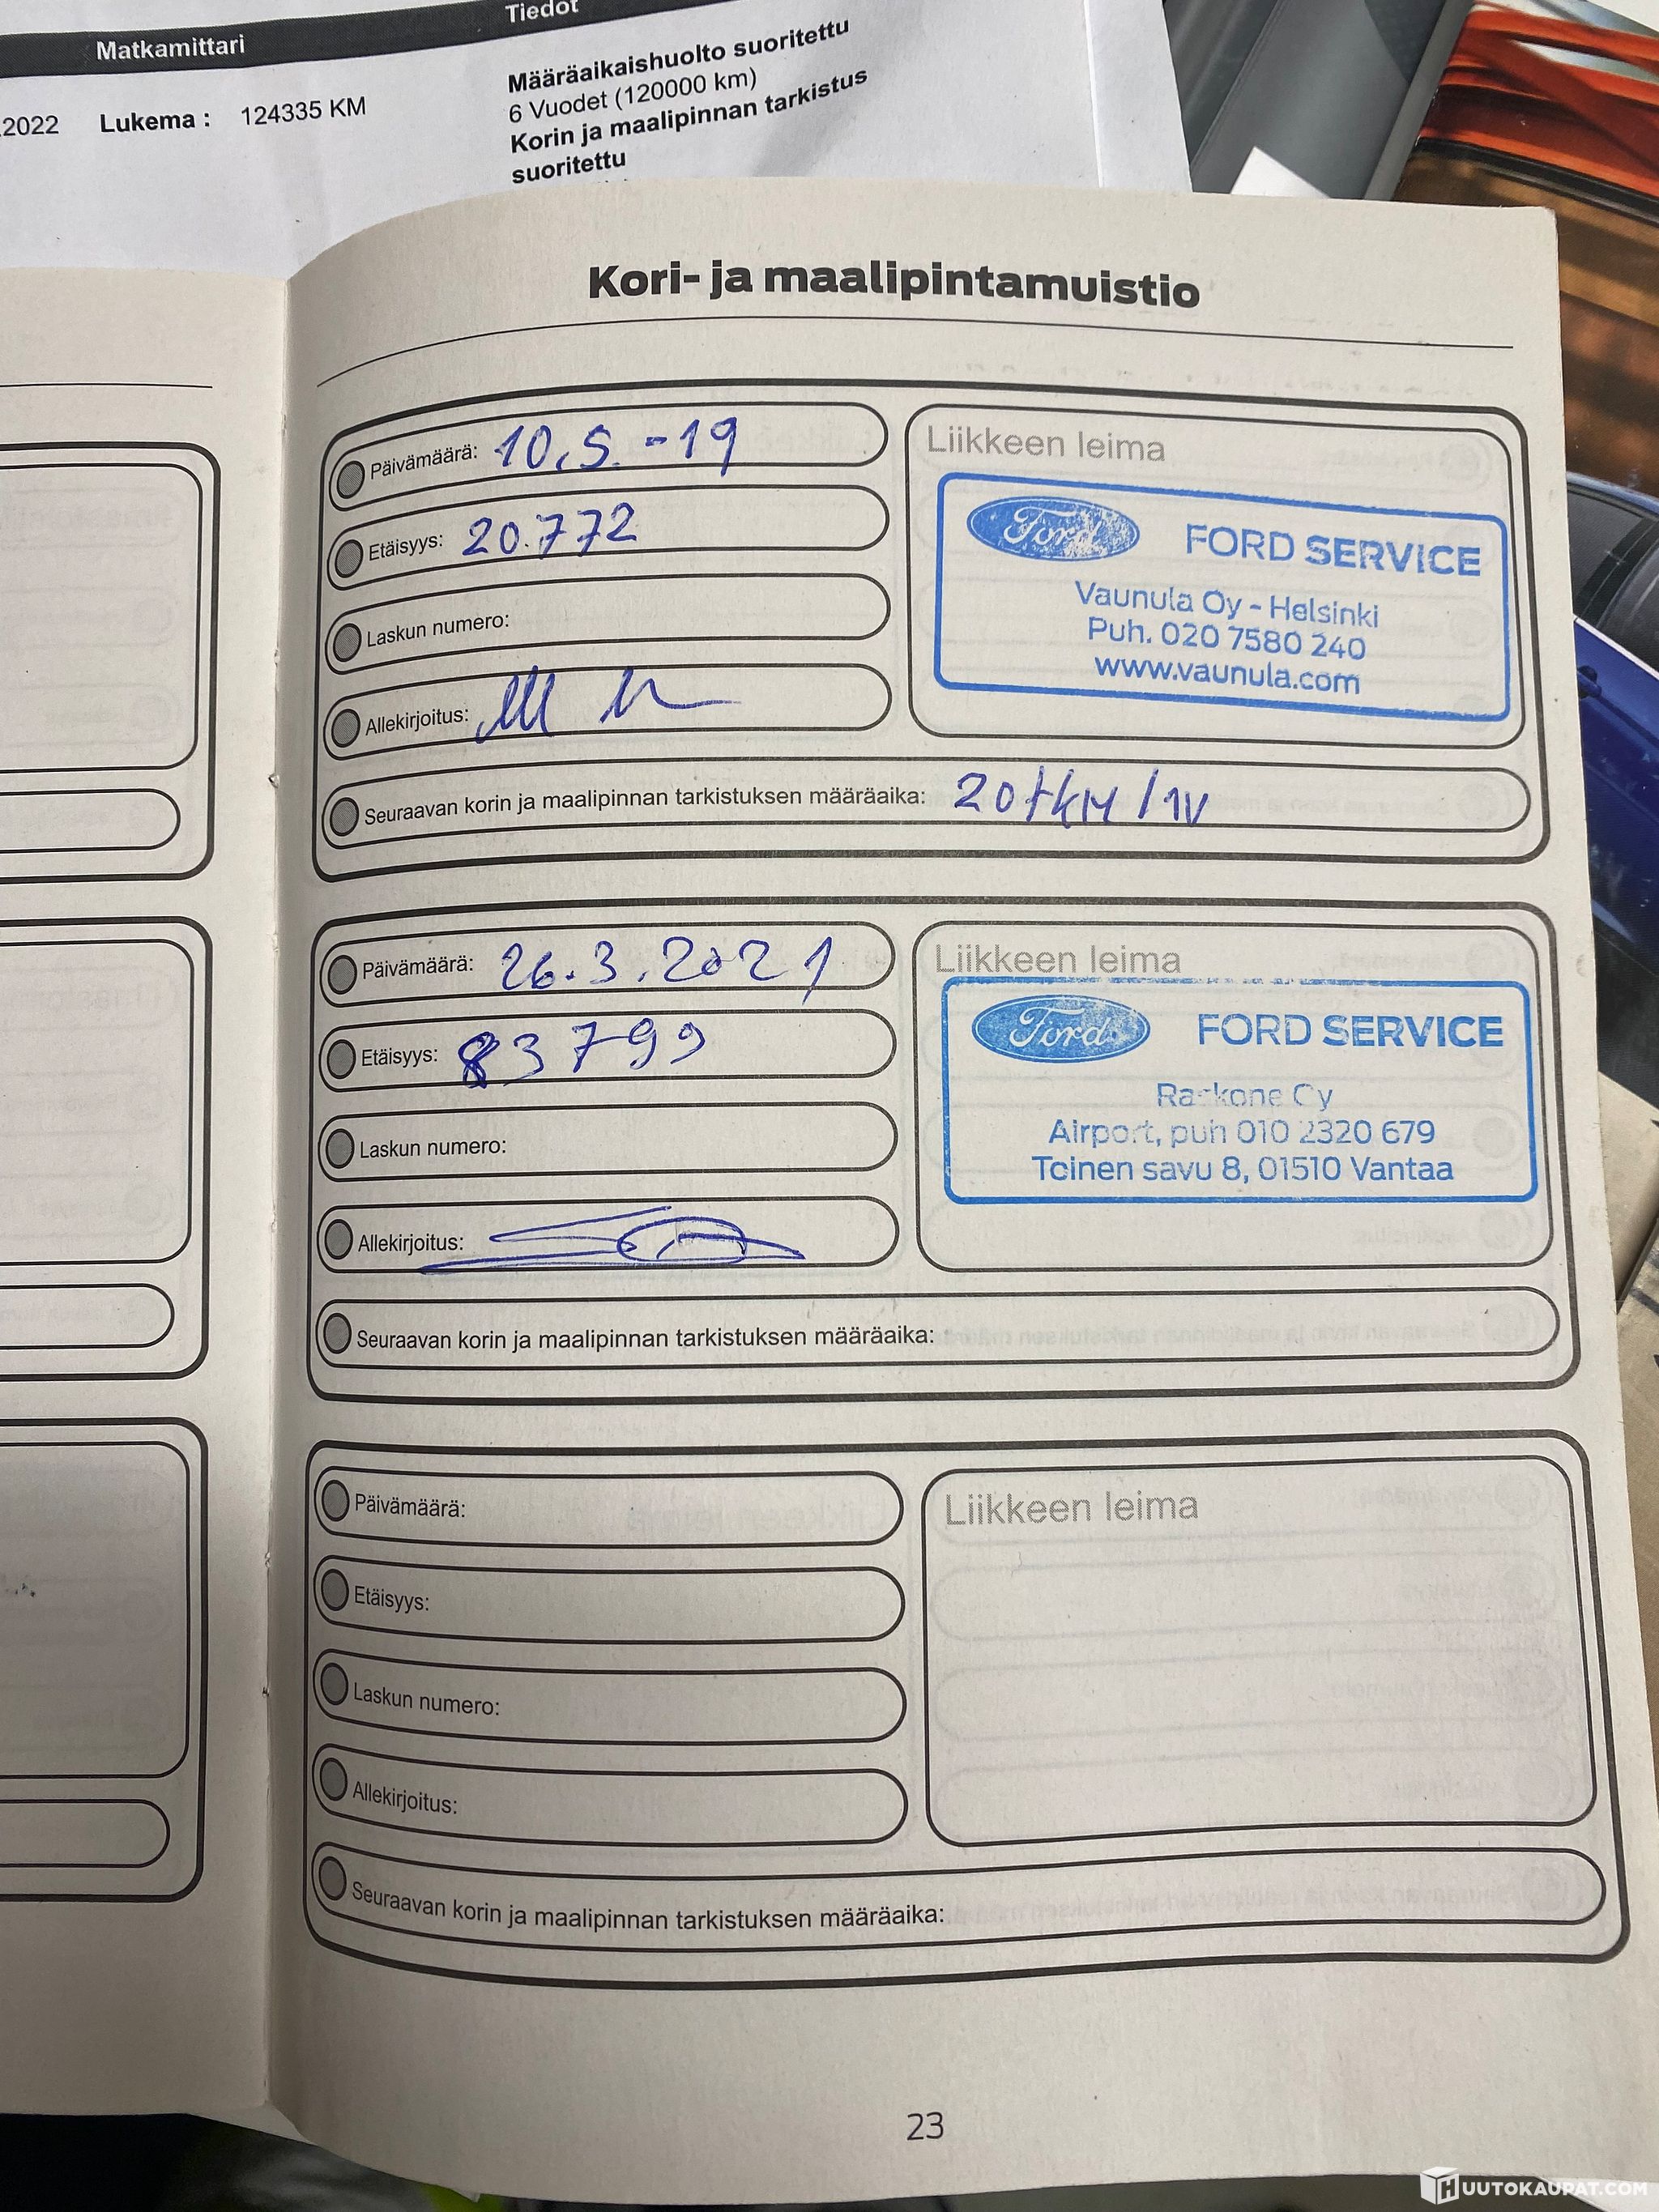 Tiedot
Matkamittari
.2022 Lukema : 124335 KM
Määräaikaishuolto suoritettu
6 Vuodet (120000 km)
Korin ja maalipinnan tarkistus
suoritettu
Kori- ja maalipintamuistio
Päivämäärä: 10.5.-19
Etäisyys: 20.772
Laskun numero:
Allekirjoitus:
Liikkeen leima
Ford FORD SERVICE
Vaunula Oy - Helsinki
Puh. 020 7580 240
www.vaunula.com
Seuraavan korin ja maalipinnan tarkistuksen määräaika: 20tkm/1V
Päivämäärä: 26.3.2021
Etäisyys: 83799
Laskun numero:
Allekirjoitus:
Liikkeen leima
Ford FORD SERVICE
Raskone Oy
Airport, puh 010 2320 679
Tcinen savu 8, 01510 Vantaa
Seuraavan korin ja maalipinnan tarkistuksen määräaika:
Päivämäärä:
Etäisyys:
Laskun numero:
Allekirjoitus:
Liikkeen leima
Seuraavan korin ja maalipinnan tarkistuksen määräaika:
23
HUUTOKAUPAT.COM